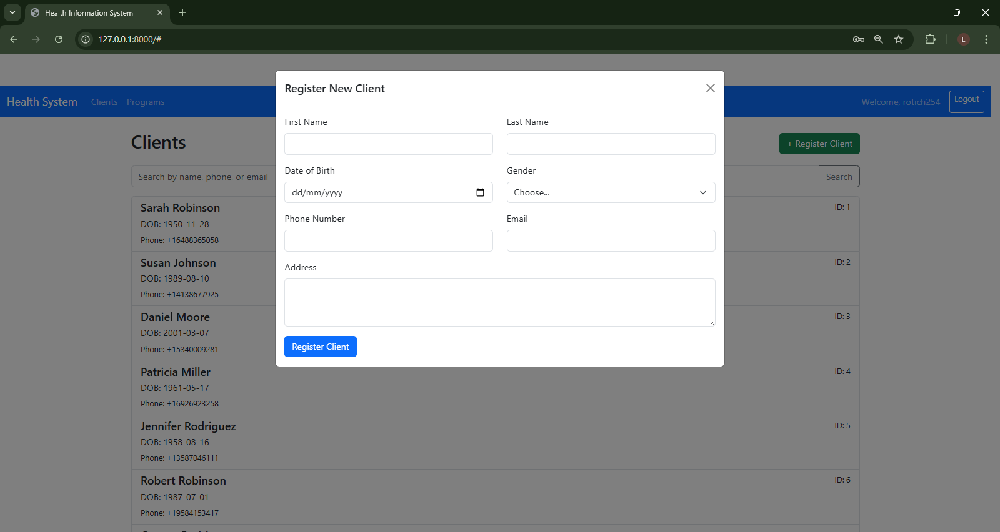 Health Information System
127.0.0.1:8000/#
L
Health System Clients Programs Welcome, rotich254 Logout
Clients + Register Client
Search by name, phone, or email Search
Register New Client
First Name Last Name
Date of Birth Gender
dd/mm/yyyy Choose...
Phone Number Email
Address
Register Client
Sarah Robinson ID: 1
DOB: 1950-11-28
Phone: +16488365058
Susan Johnson ID: 2
DOB: 1989-08-10
Phone: +14138677925
Daniel Moore ID: 3
DOB: 2001-03-07
Phone: +15340009281
Patricia Miller ID: 4
DOB: 1961-05-17
Phone: +16926923258
Jennifer Rodriguez ID: 5
DOB: 1958-08-16
Phone: +13587046111
Robert Robinson ID: 6
DOB: 1987-07-01
Phone: +19584153417